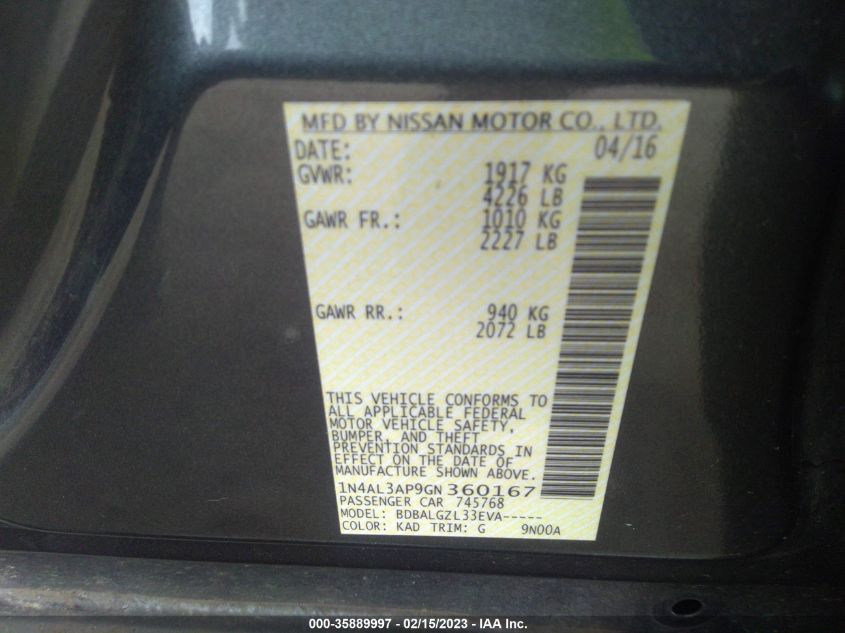 MFD BY NISSAN MOTOR CO., LTD.
DATE: 04/16
GVWR: 1917 KG
4226 LB
GAWR FR.: 1010 KG
2227 LB
GAWR RR.: 940 KG
2072 LB
THIS VEHICLE CONFORMS TO
ALL APPLICABLE FEDERAL
MOTOR VEHICLE SAFETY,
BUMPER, AND THEFT
PREVENTION STANDARDS IN
EFFECT ON THE DATE OF
MANUFACTURE SHOWN ABOVE.
1N4AL3AP9GN360167
PASSENGER CAR 745768
MODEL: BDBALGZL33EVA-----
COLOR: KAD TRIM: G 9N00A
000-35889997 - 02/15/2023 - IAA Inc.